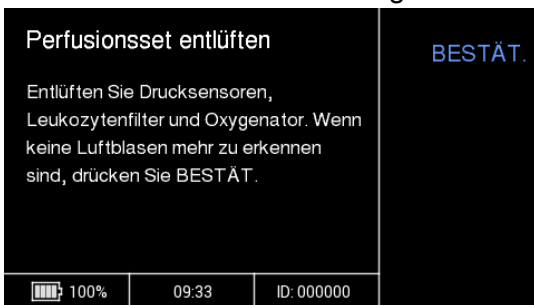 Perfusionsset entlüften
BESTÄT.
Entlüften Sie Drucksensoren,
Leukozytenfilter und Oxygenator. Wenn
keine Luftblasen mehr zu erkennen
sind, drücken Sie BESTÄT.
100%
09:33
ID: 000000